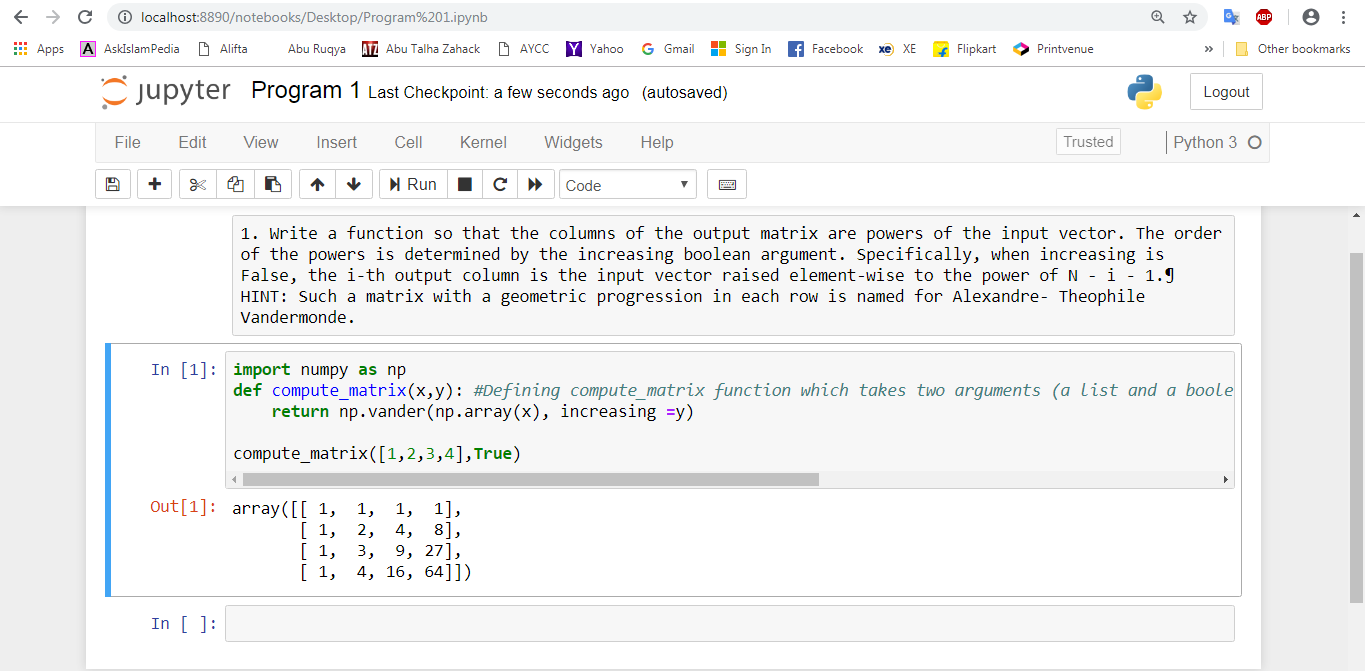 localhost:8890/notebooks/Desktop/Program%201.ipynb ABP
Apps A AskIslamPedia Alifta Abu Ruqya ATZ Abu Talha Zahack AYCC Y Yahoo G Gmail Sign In f Facebook xe XE f Flipkart Printvenue » Other bookmarks
jupyter Program 1 Last Checkpoint: a few seconds ago (autosaved) Logout
File Edit View Insert Cell Kernel Widgets Help Trusted Python 3
Run Code
1. Write a function so that the columns of the output matrix are powers of the input vector. The order
of the powers is determined by the increasing boolean argument. Specifically, when increasing is
False, the i-th output column is the input vector raised element-wise to the power of N - i - 1.¶
HINT: Such a matrix with a geometric progression in each row is named for Alexandre- Theophile
Vandermonde.
In [1]: import numpy as np
def compute_matrix(x,y): #Defining compute_matrix function which takes two arguments (a list and a boole
    return np.vander(np.array(x), increasing =y)
compute_matrix([1,2,3,4],True)
Out[1]: array([[ 1,  1,  1,  1],
       [ 1,  2,  4,  8],
       [ 1,  3,  9, 27],
       [ 1,  4, 16, 64]])
In [ ]: